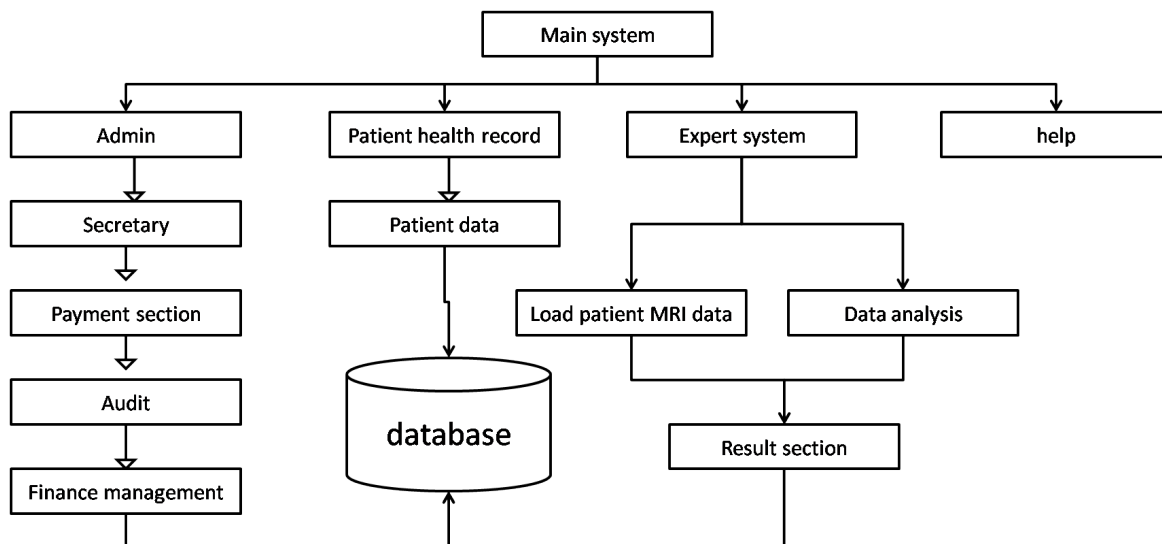 Main system
Admin
Patient health record
Expert system
help
Secretary
Patient data
Payment section
Load patient MRI data
Data analysis
Audit
database
Result section
Finance management